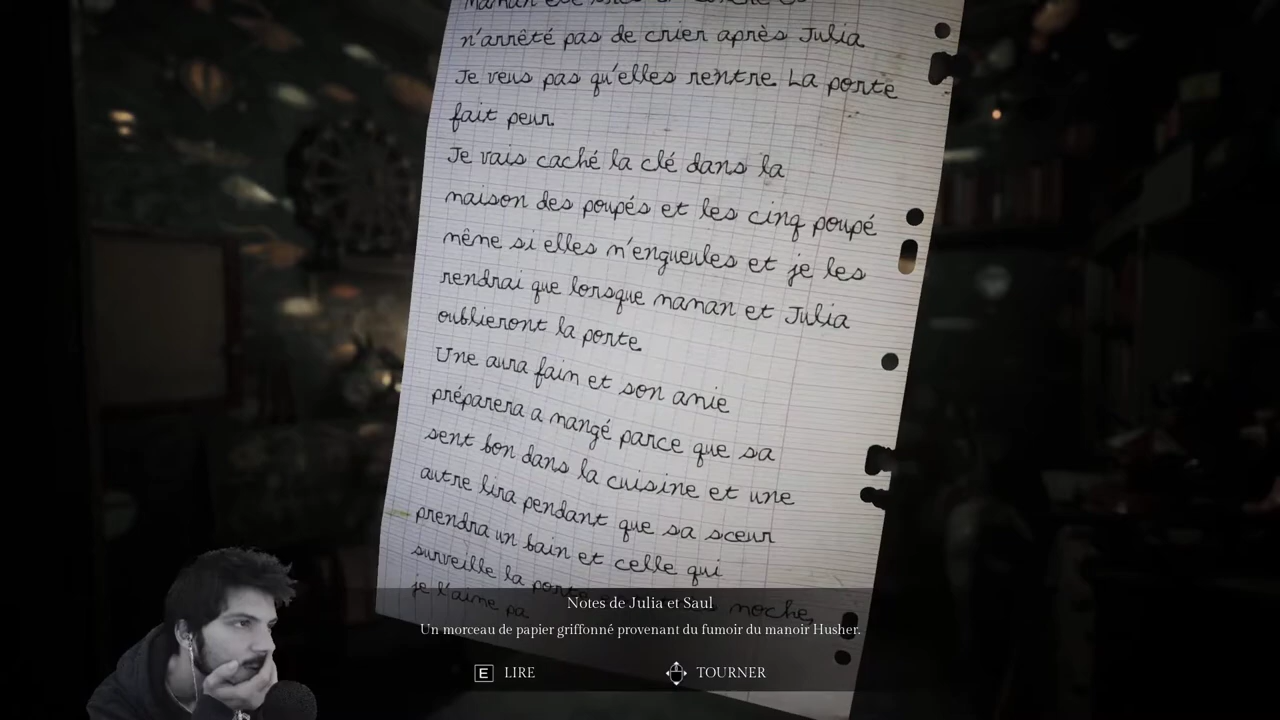 n'arrêté pas de crier après Julia
Je veus pas qu'elles rentre. La porte
fait peur.
Je vais caché la clé dans la
maison des poupés et les cinq poupé
même si elles m'engueules et je les
rendrai que lorsque maman et Julia
oublieront la porte.
Une aura faim et son amie
préparera a mangé parce que sa
sent bon dans la cuisine et une
autre lira pendant que sa sœur
prendra un bain et celle qui
surveille la porte moche,
je l'aime pa
Notes de Julia et Saul
Un morceau de papier griffonné provenant du fumoir du manoir Husher.
E LIRE TOURNER